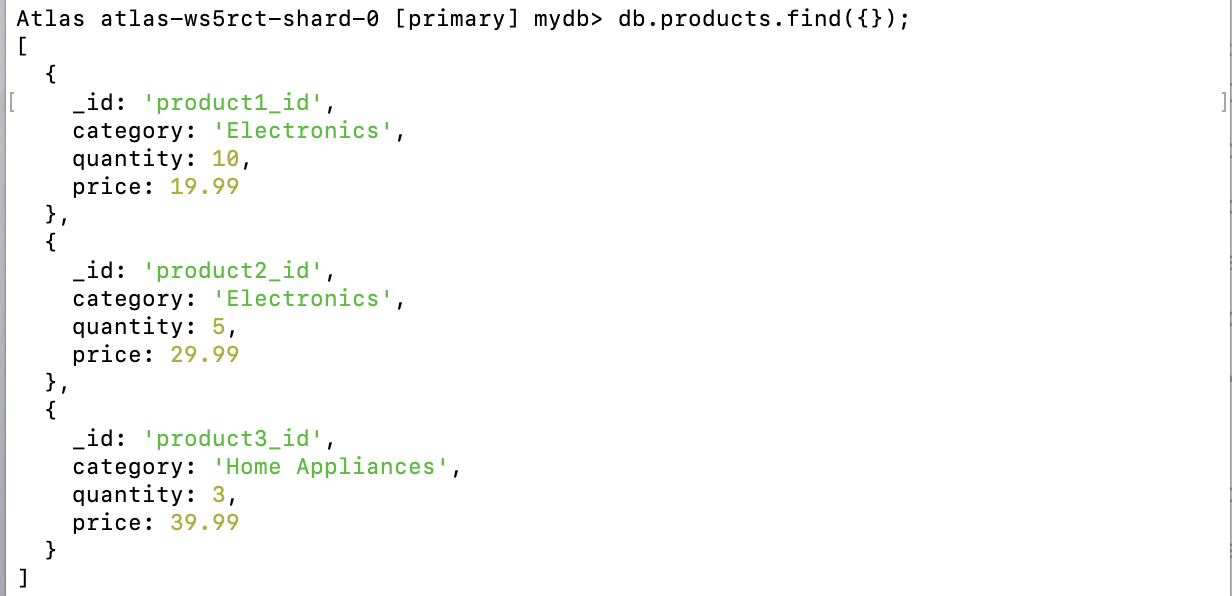 Atlas atlas-ws5rct-shard-0 [primary] mydb> db.products.find({});
[
  {
[    _id: 'product1_id', ]
    category: 'Electronics',
    quantity: 10,
    price: 19.99
  },
  {
    _id: 'product2_id',
    category: 'Electronics',
    quantity: 5,
    price: 29.99
  },
  {
    _id: 'product3_id',
    category: 'Home Appliances',
    quantity: 3,
    price: 39.99
  }
]